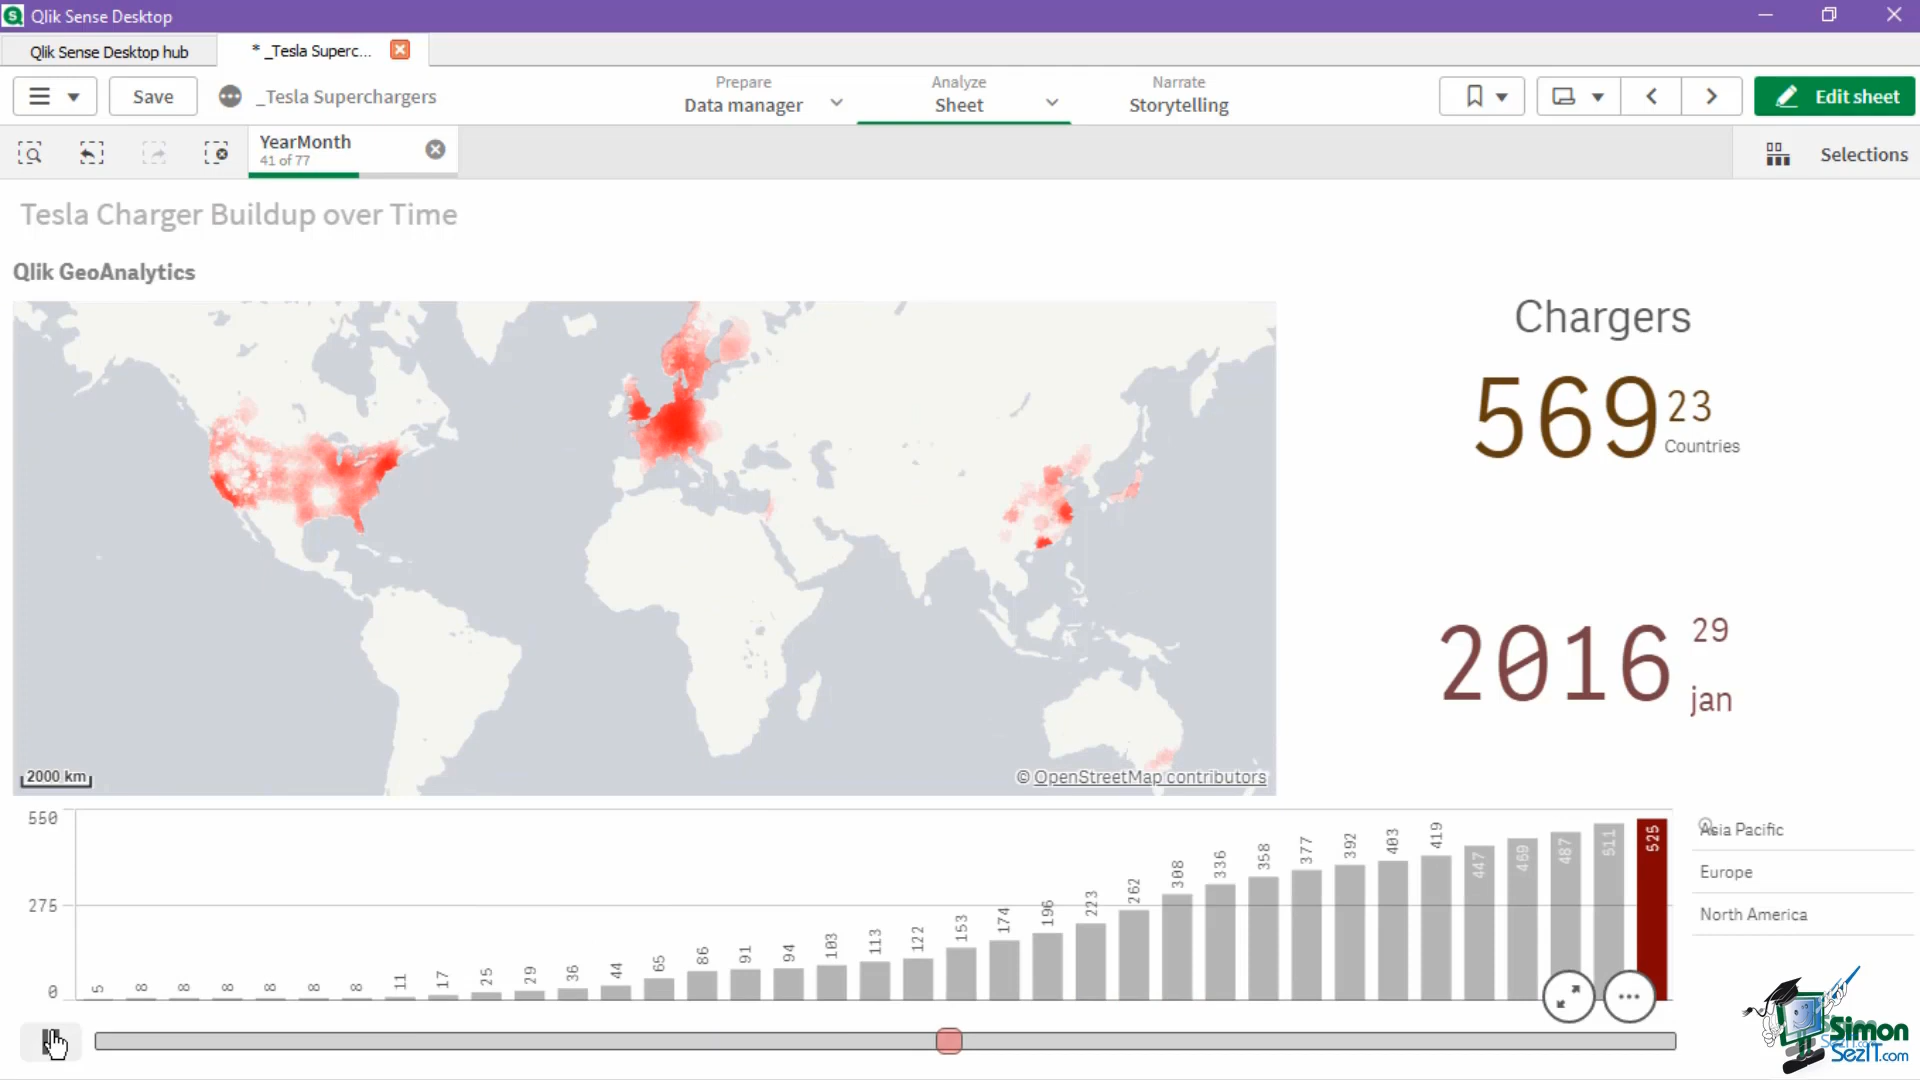 Qlik Sense Desktop
Qlik Sense Desktop hub
* _Tesla Superc...
Save
_Tesla Superchargers
Prepare
Data manager
Analyze
Sheet
Narrate
Storytelling
Edit sheet
YearMonth
41 of 77
Selections
Tesla Charger Buildup over Time
Qlik GeoAnalytics
Chargers
569
23
Countries
2016
29
jan
2000 km
© OpenStreetMap contributors
550
275
0
5
8
8
8
8
8
8
11
17
25
29
36
44
65
86
91
94
103
113
122
153
174
196
223
262
308
336
358
377
392
403
419
447
469
487
511
525
Asia Pacific
Europe
North America
Simon
SezIT.com